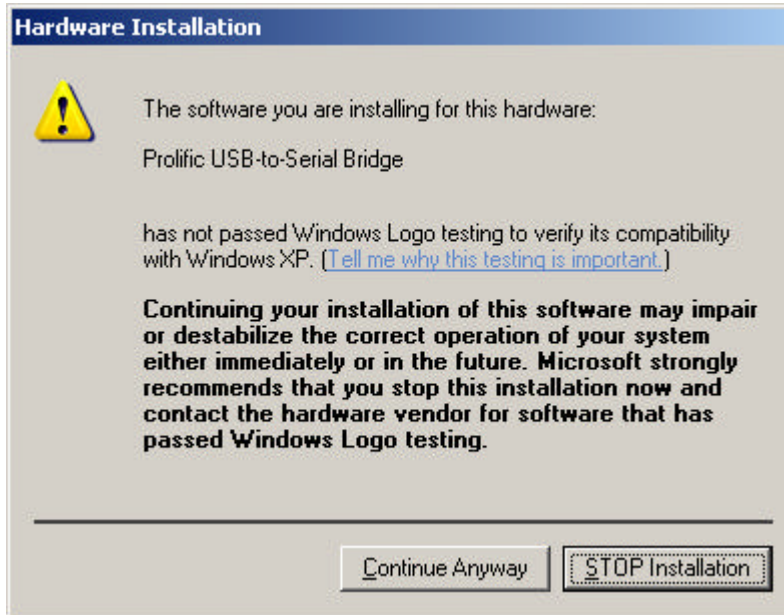 Hardware Installation
The software you are installing for this hardware:
Prolific USB-to-Serial Bridge
has not passed Windows Logo testing to verify its compatibility
with Windows XP. (Tell me why this testing is important.)
Continuing your installation of this software may impair
or destabilize the correct operation of your system
either immediately or in the future. Microsoft strongly
recommends that you stop this installation now and
contact the hardware vendor for software that has
passed Windows Logo testing.
Continue Anyway
STOP Installation